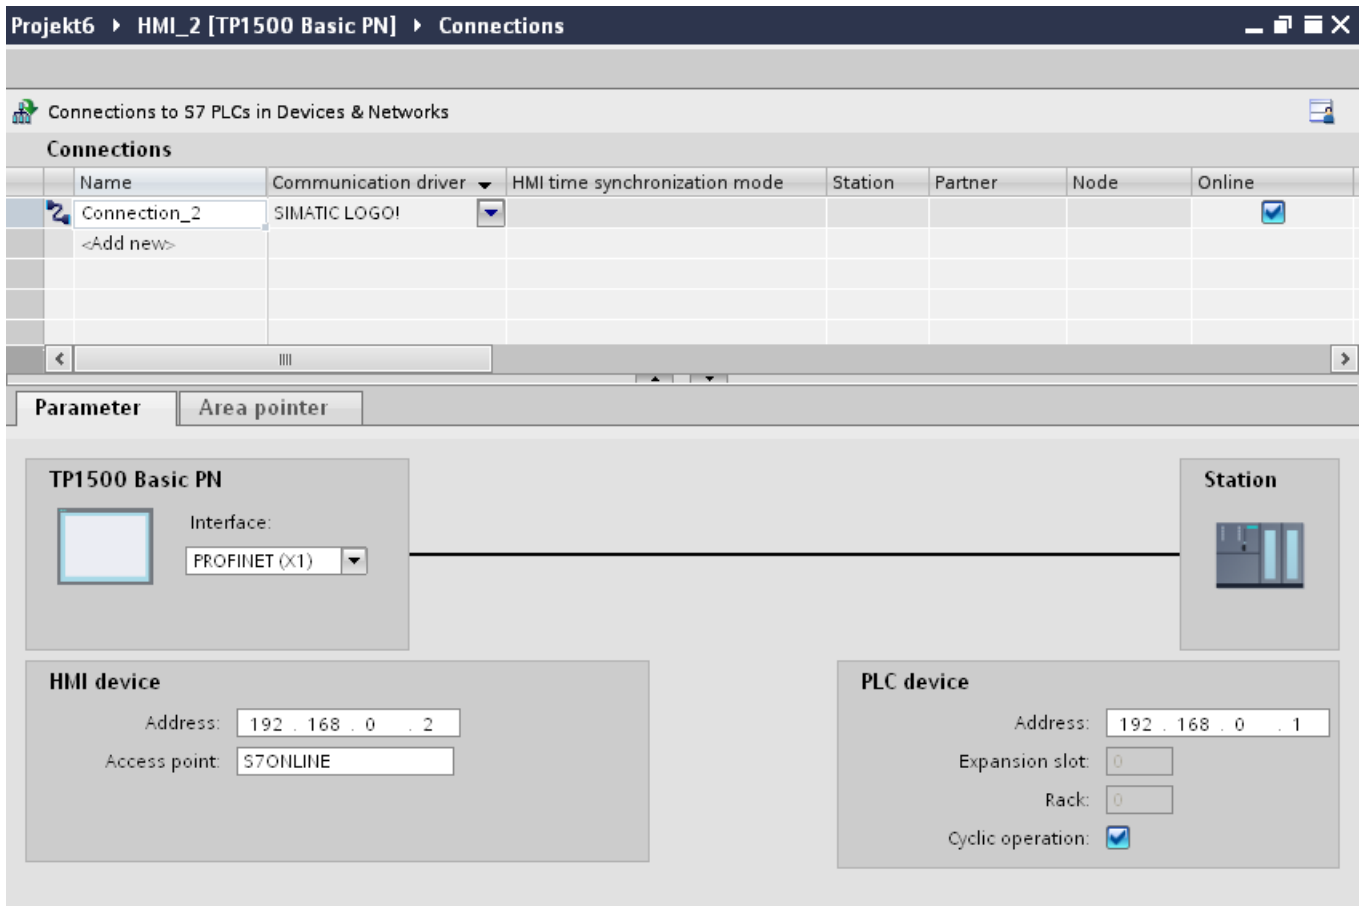 Projekt6 ▸ HMI_2 [TP1500 Basic PN] ▸ Connections
Connections to S7 PLCs in Devices & Networks
Connections
Name Communication driver HMI time synchronization mode Station Partner Node Online
Connection_2 SIMATIC LOGO!
<Add new>
Parameter Area pointer
TP1500 Basic PN
Interface:
PROFINET (X1)
Station
HMI device
Address: 192 . 168 . 0 . 2
Access point: S7ONLINE
PLC device
Address: 192 . 168 . 0 . 1
Expansion slot: 0
Rack: 0
Cyclic operation: